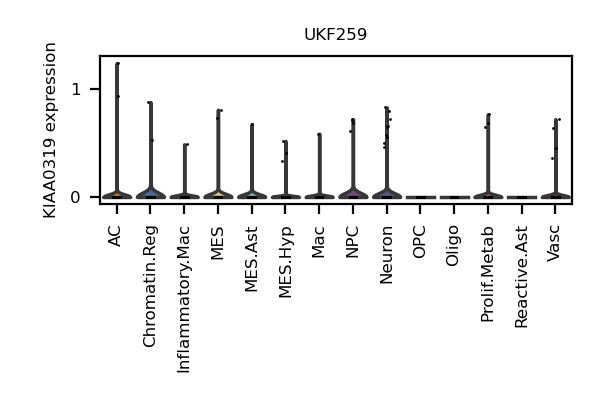 UKF259
KIAA0319 expression
1
0
AC
Chromatin.Reg
Inflammatory.Mac
MES
MES.Ast
MES.Hyp
Mac
NPC
Neuron
OPC
Oligo
Prolif.Metab
Reactive.Ast
Vasc